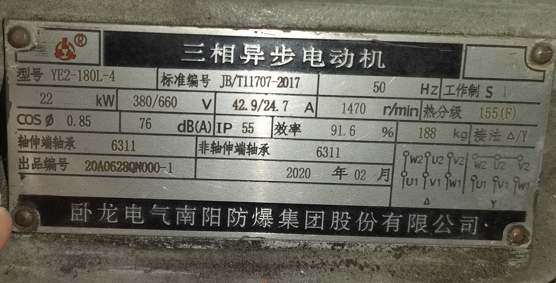 三相异步电动机
型号 YE2-180L-4 标准编号 JB/T11707-2017 50 Hz 工作制 S 1
22 kW 380/660 V 42.9/24.7 A 1470 r/min 热分级 155(F)
COS Ø 0.85 76 dB(A) IP 55 效率 91.6 % 188 kg 接法 △/Y
轴伸端轴承 6311 非轴伸端轴承 6311 W2 U2 V2 W2 U2 V2
出品编号 20A0628QN000-1 2020 年 02 月 U1 V1 W1 U1 V1 W1
△ Y
卧龙电气南阳防爆集团股份有限公司